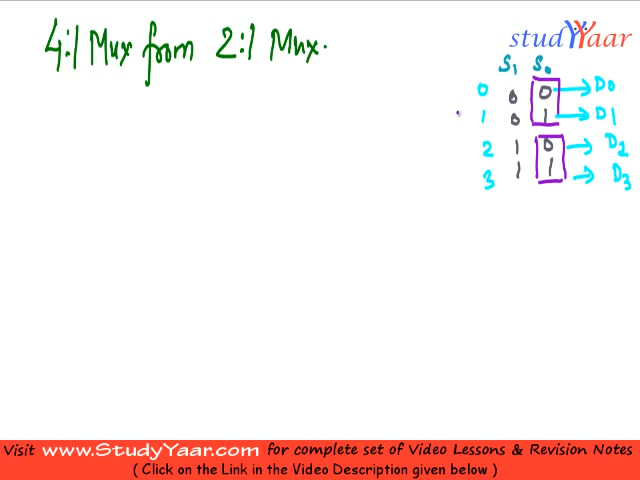 4:1 Mux from 2:1 Mux.
studYYaar
S1 S0
0 0 0 → D0
1 0 1 → D1
2 1 0 → D2
3 1 1 → D3
Visit www.StudyYaar.com for complete set of Video Lessons & Revision Notes
( Click on the Link in the Video Description given below )